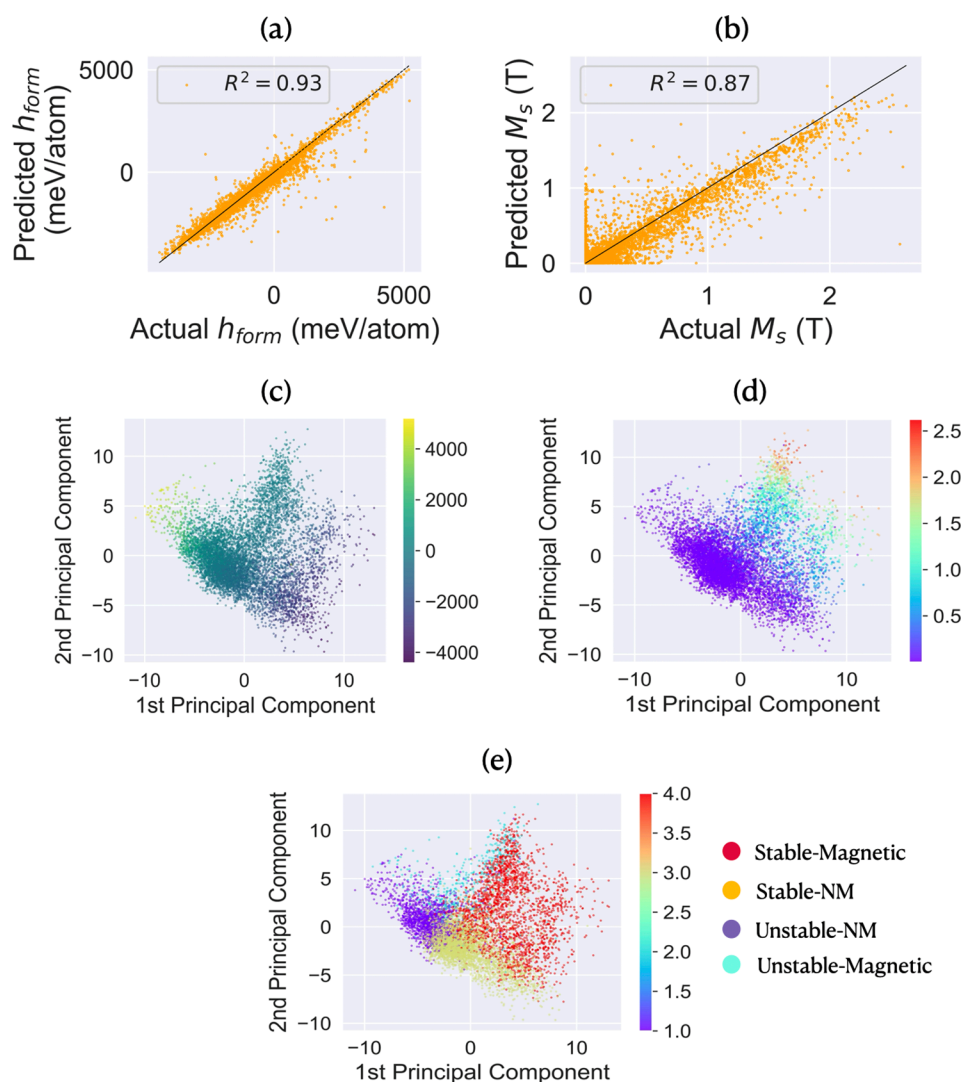 (a)
Predicted h_form
(meV/atom)
5000
0
R² = 0.93
0
5000
Actual h_form (meV/atom)
(b)
Predicted M_s (T)
2
1
0
R² = 0.87
0
1
2
Actual M_s (T)
(c)
2nd Principal Component
10
5
0
−5
−10
−10
0
10
1st Principal Component
4000
2000
0
−2000
−4000
(d)
2nd Principal Component
10
5
0
−5
−10
−10
0
10
1st Principal Component
2.5
2.0
1.5
1.0
0.5
(e)
2nd Principal Component
10
5
0
−5
−10
−10
0
10
1st Principal Component
4.0
3.5
3.0
2.5
2.0
1.5
1.0
Stable-Magnetic
Stable-NM
Unstable-NM
Unstable-Magnetic